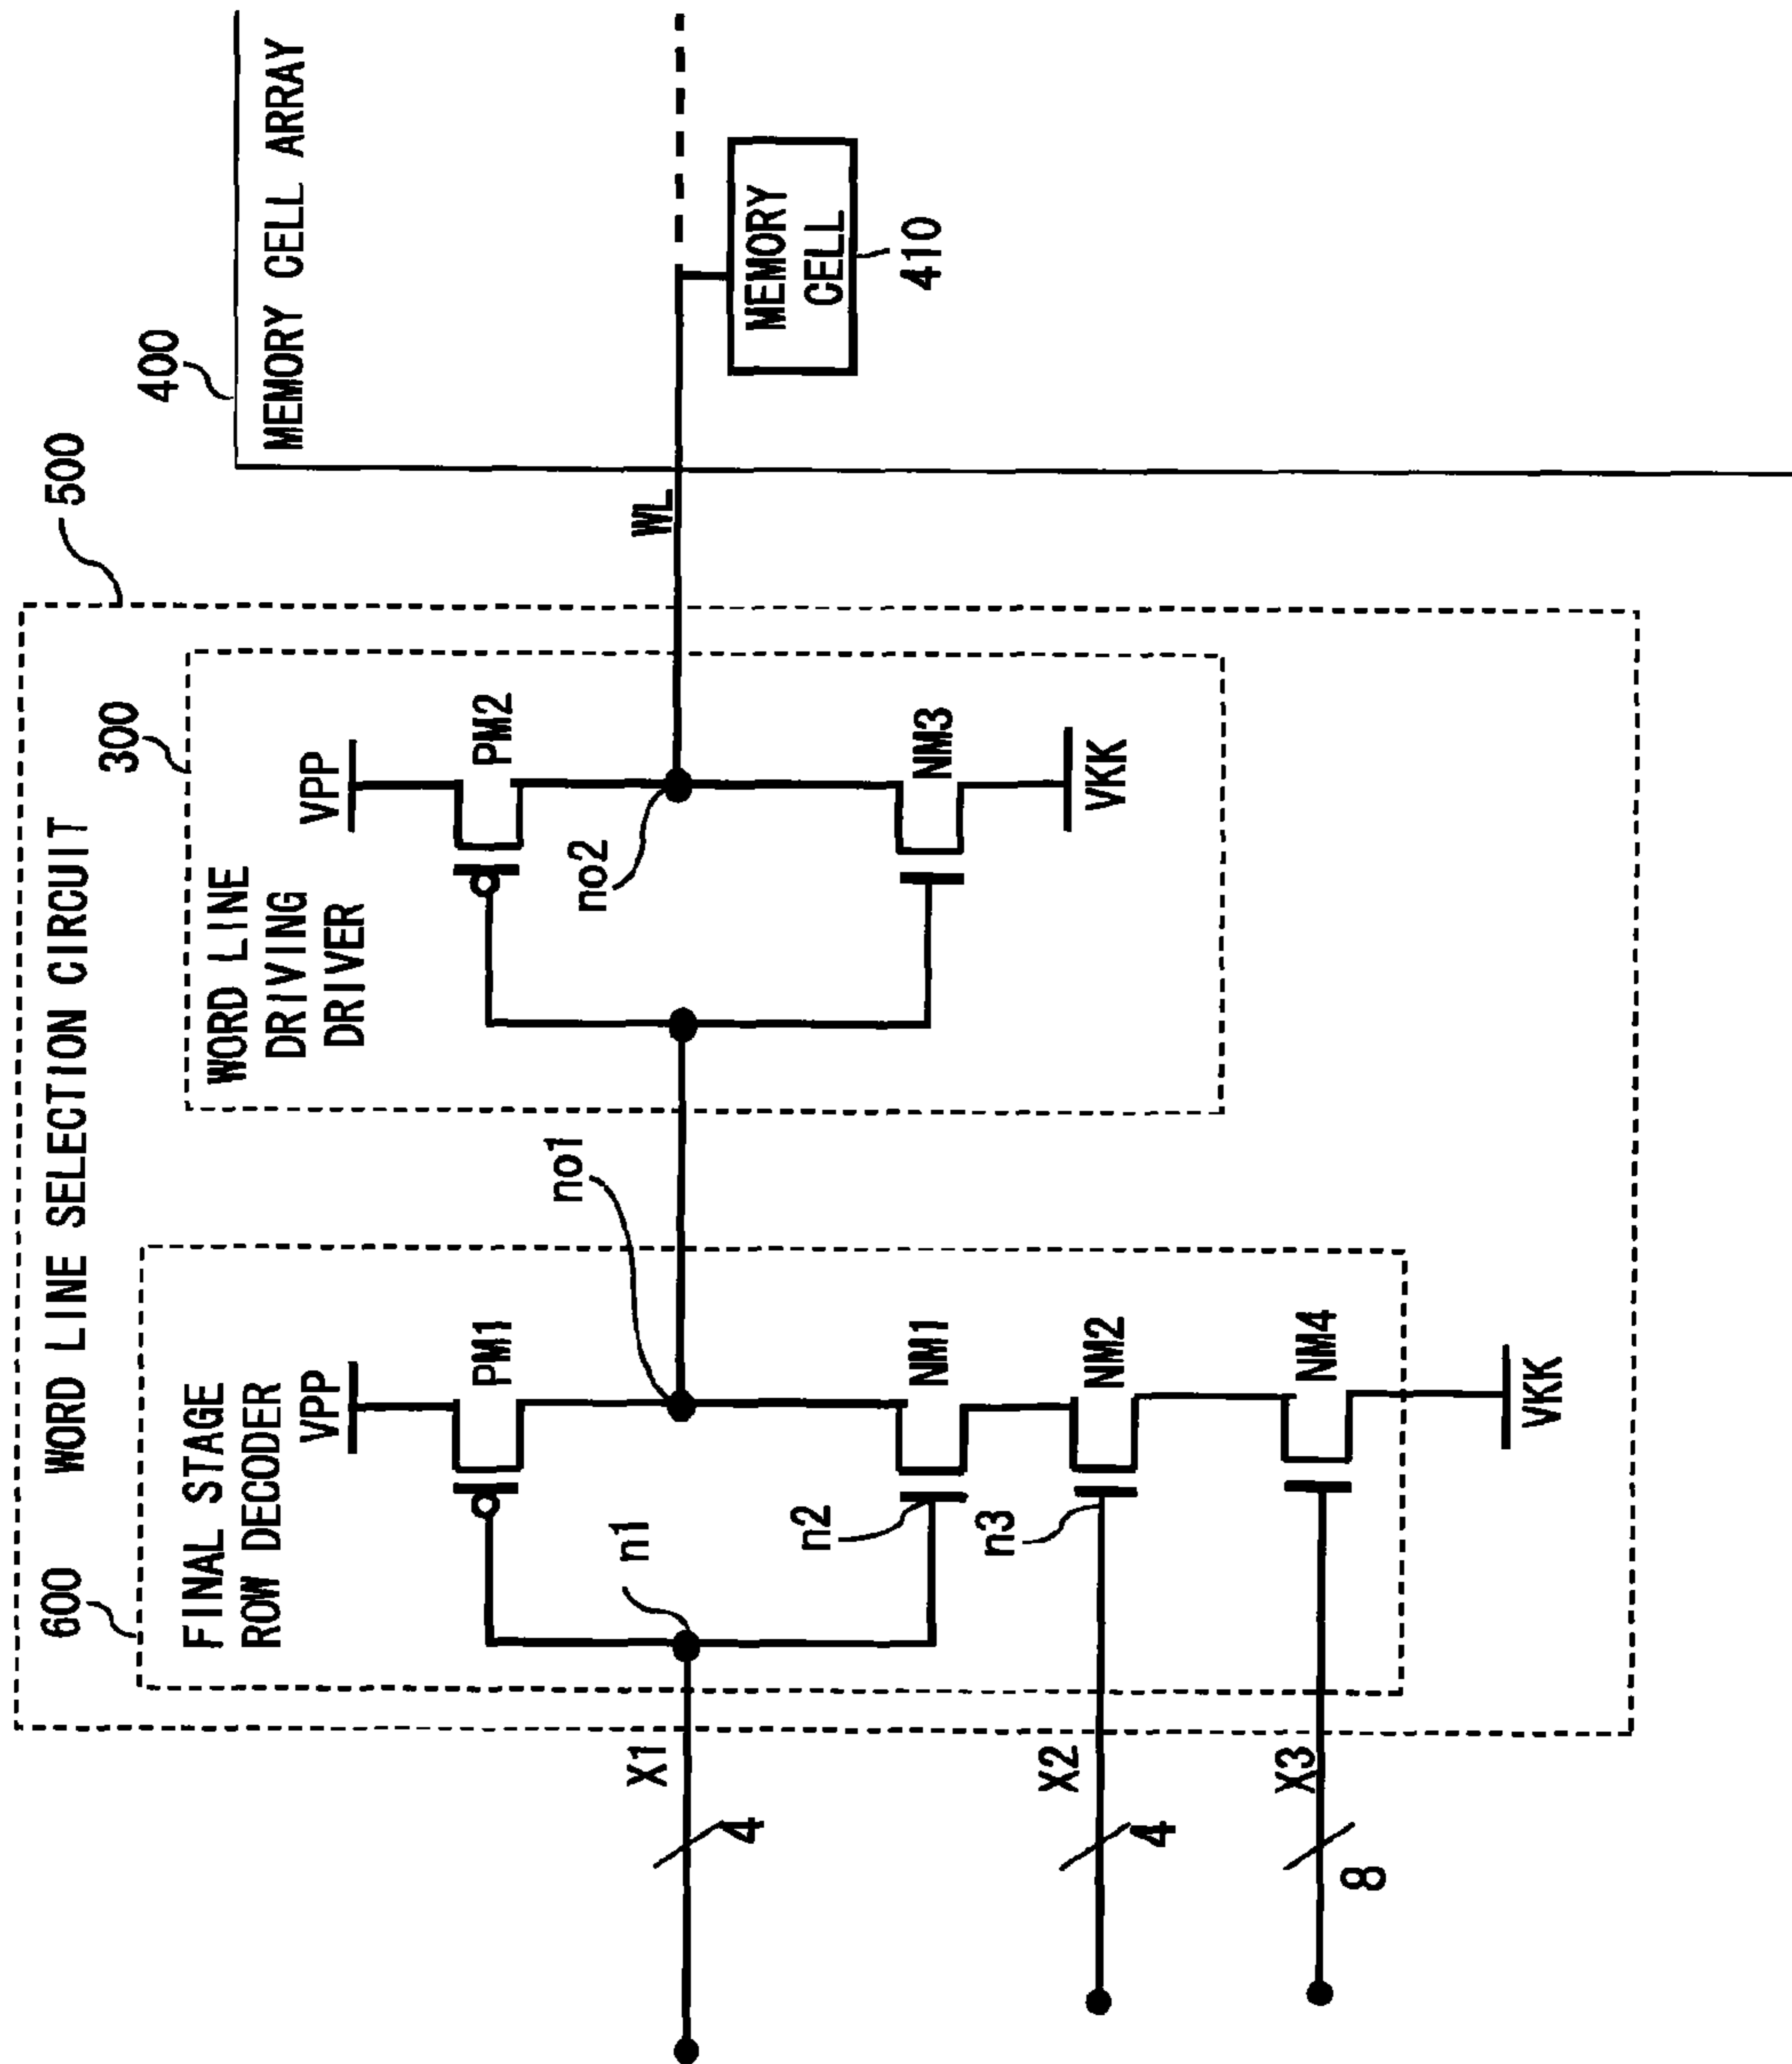 500
WORD LINE SELECTION CIRCUIT
600
FINAL STAGE
ROW DECODER
VPP
PM1
n1
no1
n2
NM1
n3
NM2
NM4
VKK
X1
4
X2
4
X3
8
300
WORD LINE
DRIVING
DRIVER
VPP
PM2
no2
NM3
VKK
WL
400
MEMORY CELL ARRAY
MEMORY
CELL
410